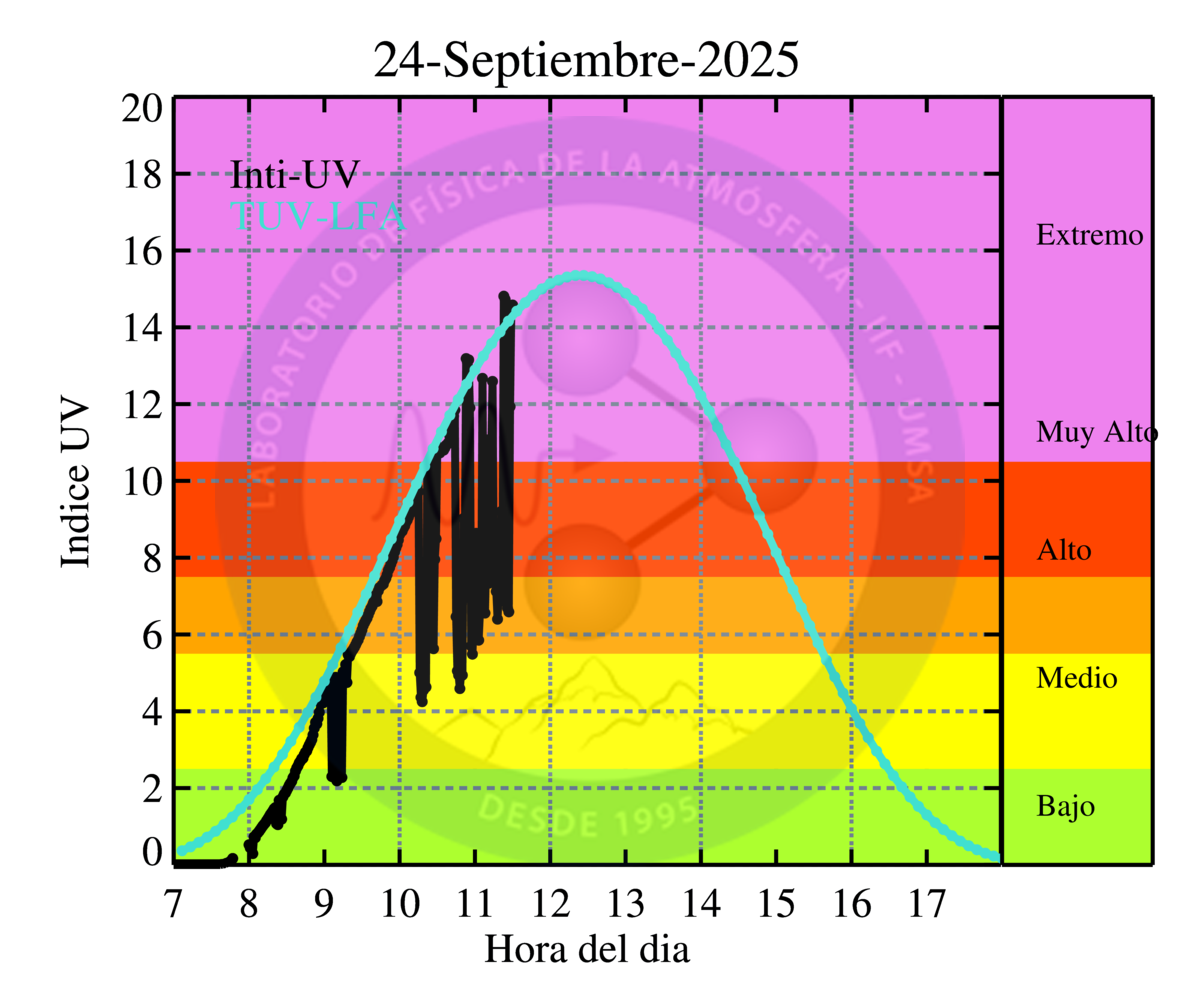 24-Septiembre-2025
20
18
16
14
12
10
8
6
4
2
0
Indice UV
Inti-UV
TUV-LFA
LABORATORIO DE FÍSICA DE LA ATMÓSFERA - IIF - UMSA
DESDE 1995
Extremo
Muy Alto
Alto
Medio
Bajo
7 8 9 10 11 12 13 14 15 16 17
Hora del dia